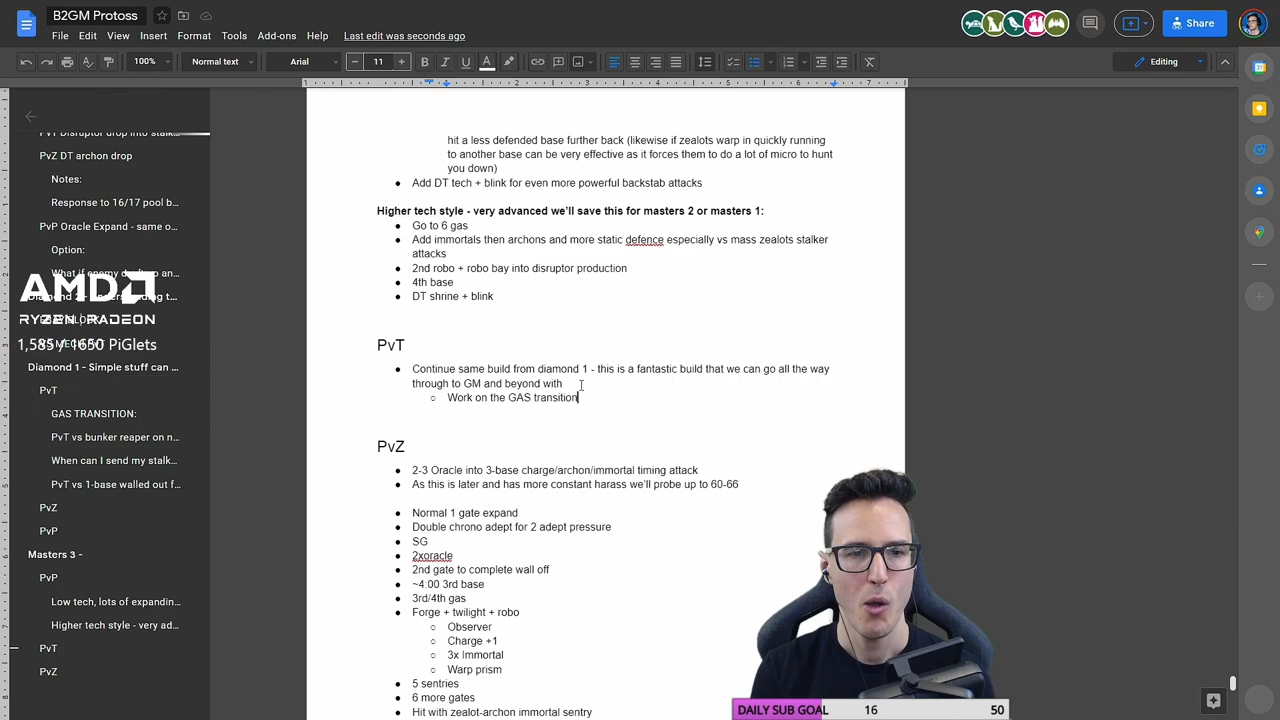 B2GM Protoss
File Edit View Insert Format Tools Add-ons Help Last edit was seconds ago
Share
100% Normal text Arial 11 Editing
1 1 2 3 4 5 6 7
PvT Disruptor drop into stalk...
PvZ DT archon drop
Notes:
Response to 16/17 pool b...
PvP Oracle Expand - same o...
Option:
AMD
RYZEN RADEON
1,585 / 1650 PiGlets
Diamond 1 - Simple stuff can ...
PvT
GAS TRANSITION:
PvT vs bunker reaper on n...
When can I send my stalk...
PvT vs 1-base walled out f...
PvZ
PvP
Masters 3 -
PvP
Low tech, lots of expandin...
Higher tech style - very ad...
PvT
PvZ
hit a less defended base further back (likewise if zealots warp in quickly running
to another base can be very effective as it forces them to do a lot of micro to hunt
you down)
● Add DT tech + blink for even more powerful backstab attacks
Higher tech style - very advanced we'll save this for masters 2 or masters 1:
● Go to 6 gas
● Add immortals then archons and more static defence especially vs mass zealots stalker
attacks
● 2nd robo + robo bay into disruptor production
● 4th base
● DT shrine + blink
PvT
● Continue same build from diamond 1 - this is a fantastic build that we can go all the way
through to GM and beyond with
○ Work on the GAS transition
PvZ
● 2-3 Oracle into 3-base charge/archon/immortal timing attack
● As this is later and has more constant harass we'll probe up to 60-66
● Normal 1 gate expand
● Double chrono adept for 2 adept pressure
● SG
● 2xoracle
● 2nd gate to complete wall off
● ~4:00 3rd base
● 3rd/4th gas
● Forge + twilight + robo
○ Observer
○ Charge +1
○ 3x Immortal
○ Warp prism
● 5 sentries
● 6 more gates
● Hit with zealot-archon immortal sentry
DAILY SUB GOAL 16 50